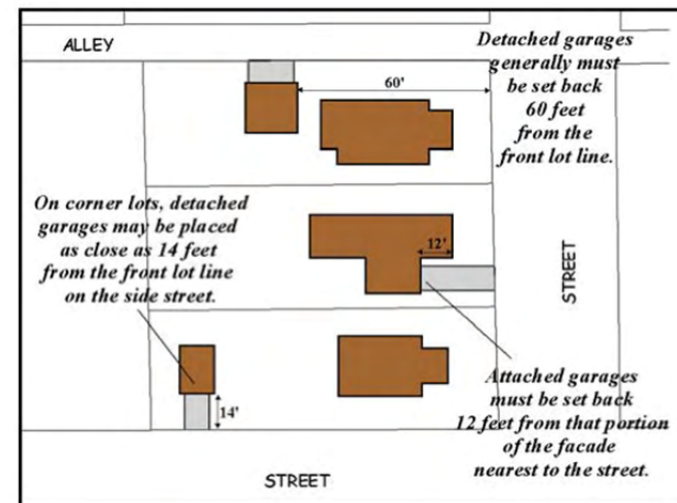 ALLEY
Detached garages
generally must
be set back
60 feet
from the
front lot line.
60'
On corner lots, detached
garages may be placed
as close as 14 feet
from the front lot line
on the side street.
12'
STREET
14'
Attached garages
must be set back
12 feet from that portion
of the facade
nearest to the street.
STREET